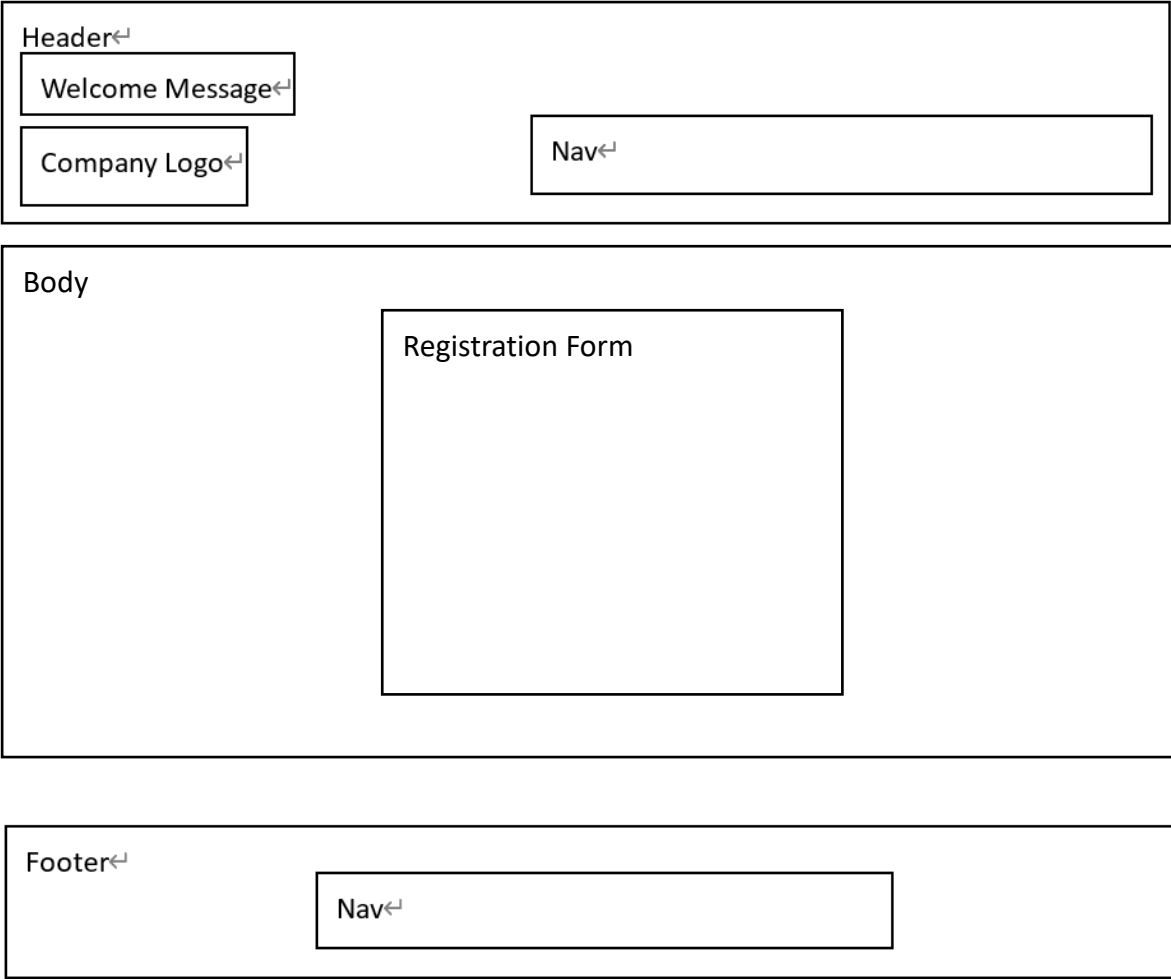 Header↵
Welcome Message↵
Company Logo↵
Nav↵
Body
Registration Form
Footer↵
Nav↵